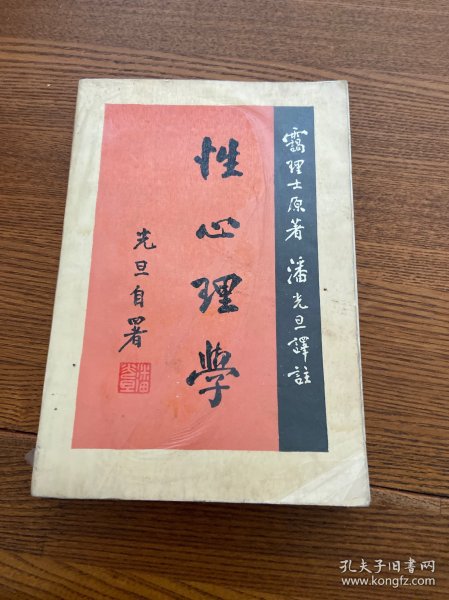 靄理士原著 潘光旦譯註
性心理學
光旦自署
孔夫子旧书网
www.kongfz.com